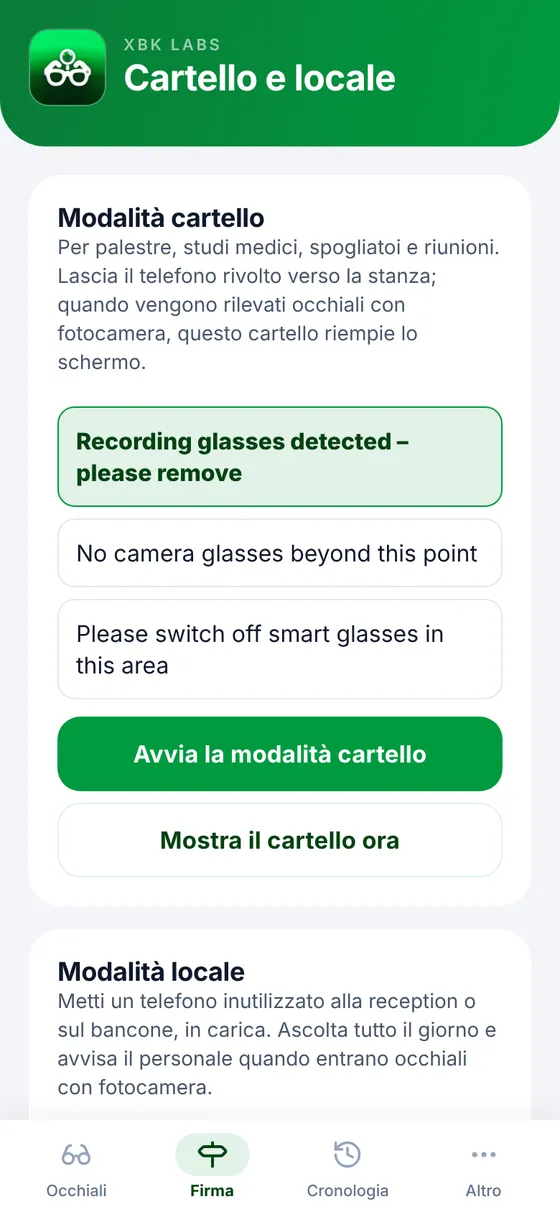 XBK LABS
Cartello e locale
Modalità cartello
Per palestre, studi medici, spogliatoi e riunioni.
Lascia il telefono rivolto verso la stanza;
quando vengono rilevati occhiali con
fotocamera, questo cartello riempie lo
schermo.
Recording glasses detected –
please remove
No camera glasses beyond this point
Please switch off smart glasses in
this area
Avvia la modalità cartello
Mostra il cartello ora
Modalità locale
Metti un telefono inutilizzato alla reception o
sul bancone, in carica. Ascolta tutto il giorno e
avvisa il personale quando entrano occhiali
con fotocamera.
Occhiali
Firma
Cronologia
Altro